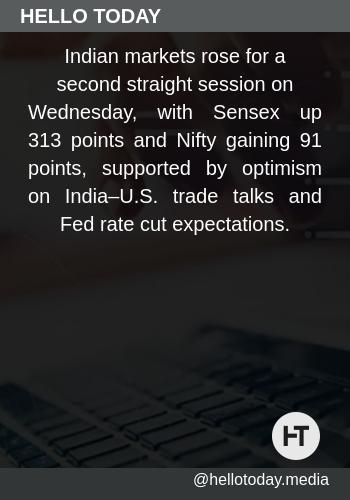 HELLO TODAY
Indian markets rose for a
second straight session on
Wednesday, with Sensex up
313 points and Nifty gaining 91
points, supported by optimism
on India–U.S. trade talks and
Fed rate cut expectations.
HT
@hellotoday.media